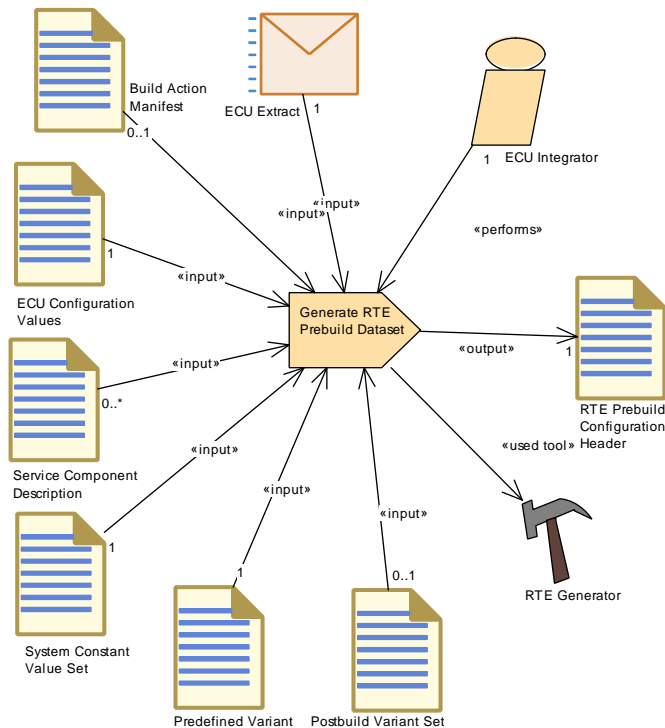 Build Action
Manifest
0..1
ECU Extract
1
1
ECU Integrator
«input»
«input»
«performs»
1
«input»
ECU Configuration
Values
Generate RTE
Prebuild Dataset
«output»
1
«input»
0..*
RTE Prebuild
Configuration
Header
Service Component
Description
«input»
«used tool»
«input»
1
«input»
1
0..1
RTE Generator
System Constant
Value Set
Predefined Variant
Postbuild Variant Set